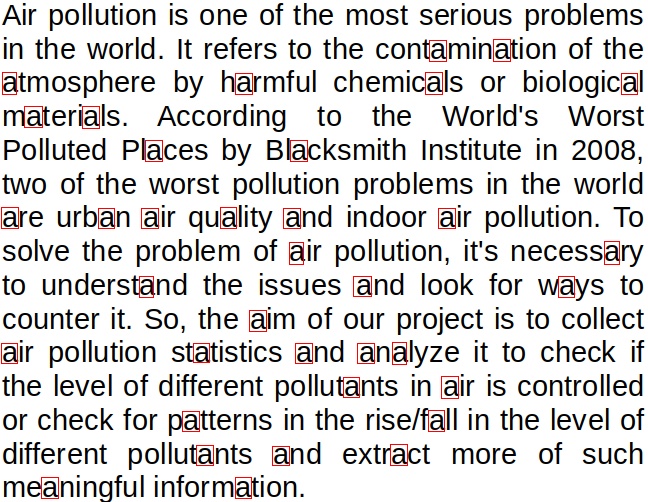 Air pollution is one of the most serious problems
in the world. It refers to the contamination of the
atmosphere by harmful chemicals or biological
materials. According to the World's Worst
Polluted Places by Blacksmith Institute in 2008,
two of the worst pollution problems in the world
are urban air quality and indoor air pollution. To
solve the problem of air pollution, it's necessary
to understand the issues and look for ways to
counter it. So, the aim of our project is to collect
air pollution statistics and analyze it to check if
the level of different pollutants in air is controlled
or check for patterns in the rise/fall in the level of
different pollutants and extract more of such
meaningful information.